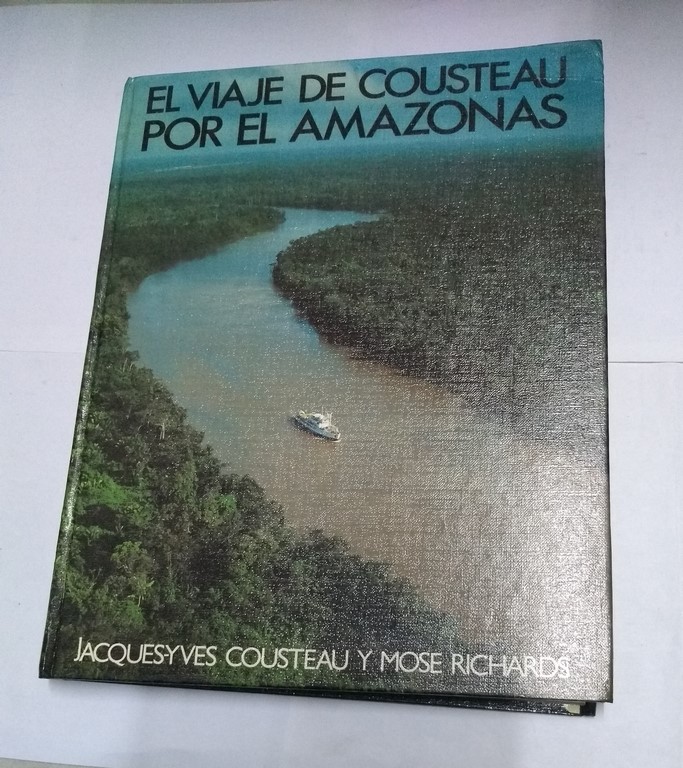 EL VIAJE DE COUSTEAU
POR EL AMAZONAS
JACQUES-YVES COUSTEAU Y MOSE RICHARDS